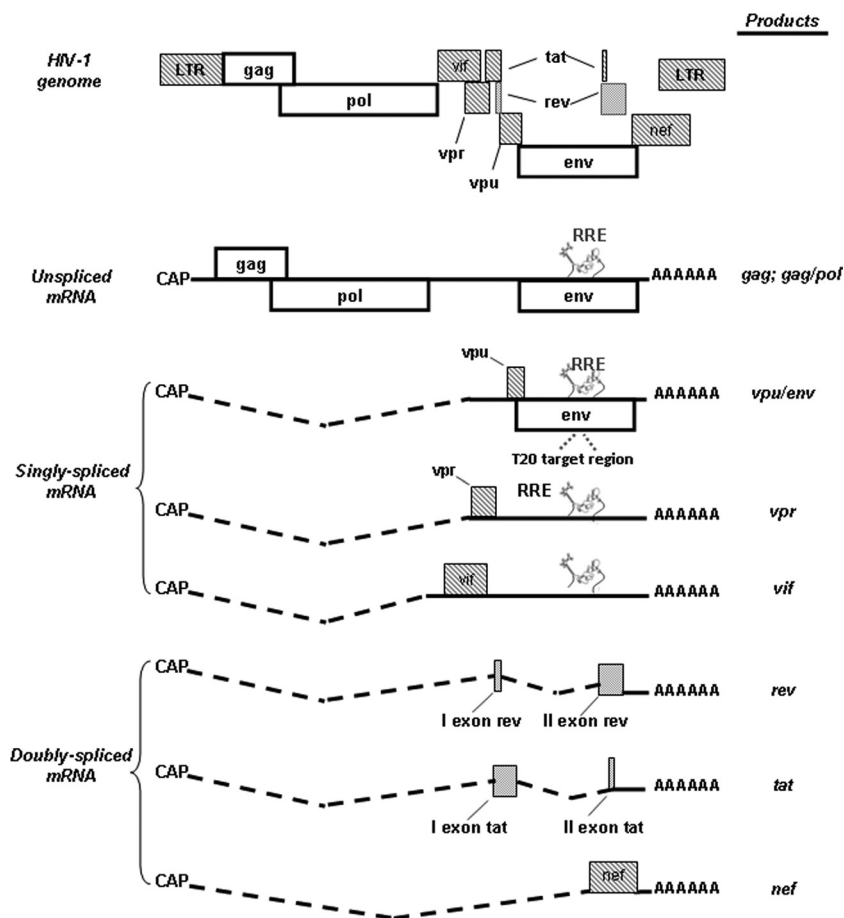 Products
HIV-1
genome
LTR
gag
vif
tat
LTR
pol
rev
vpr
nef
vpu
env
RRE
Unspliced
mRNA
CAP
gag
AAAAAA
gag; gag/pol
pol
env
vpu
RRE
CAP
AAAAAA
vpu/env
env
T20 target region
Singly-spliced
mRNA
vpr
RRE
CAP
AAAAAA
vpr
CAP
vif
AAAAAA
vif
CAP
AAAAAA
rev
I exon rev
II exon rev
Doubly-spliced
mRNA
CAP
AAAAAA
tat
I exon tat
II exon tat
CAP
nef
AAAAAA
nef